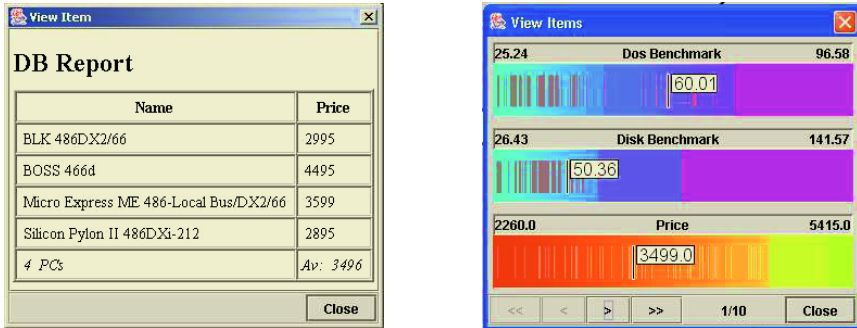 View Item
DB Report
Name Price
BLK 486DX2/66 2995
BOSS 466d 4495
Micro Express ME 486-Local Bus/DX2/66 3599
Silicon Pylon II 486DXi-212 2895
4 PCs Av: 3496
Close
View Items
25.24 Dos Benchmark 96.58
60.01
26.43 Disk Benchmark 141.57
50.36
2260.0 Price 5415.0
3499.0
<< < > >> 1/10 Close